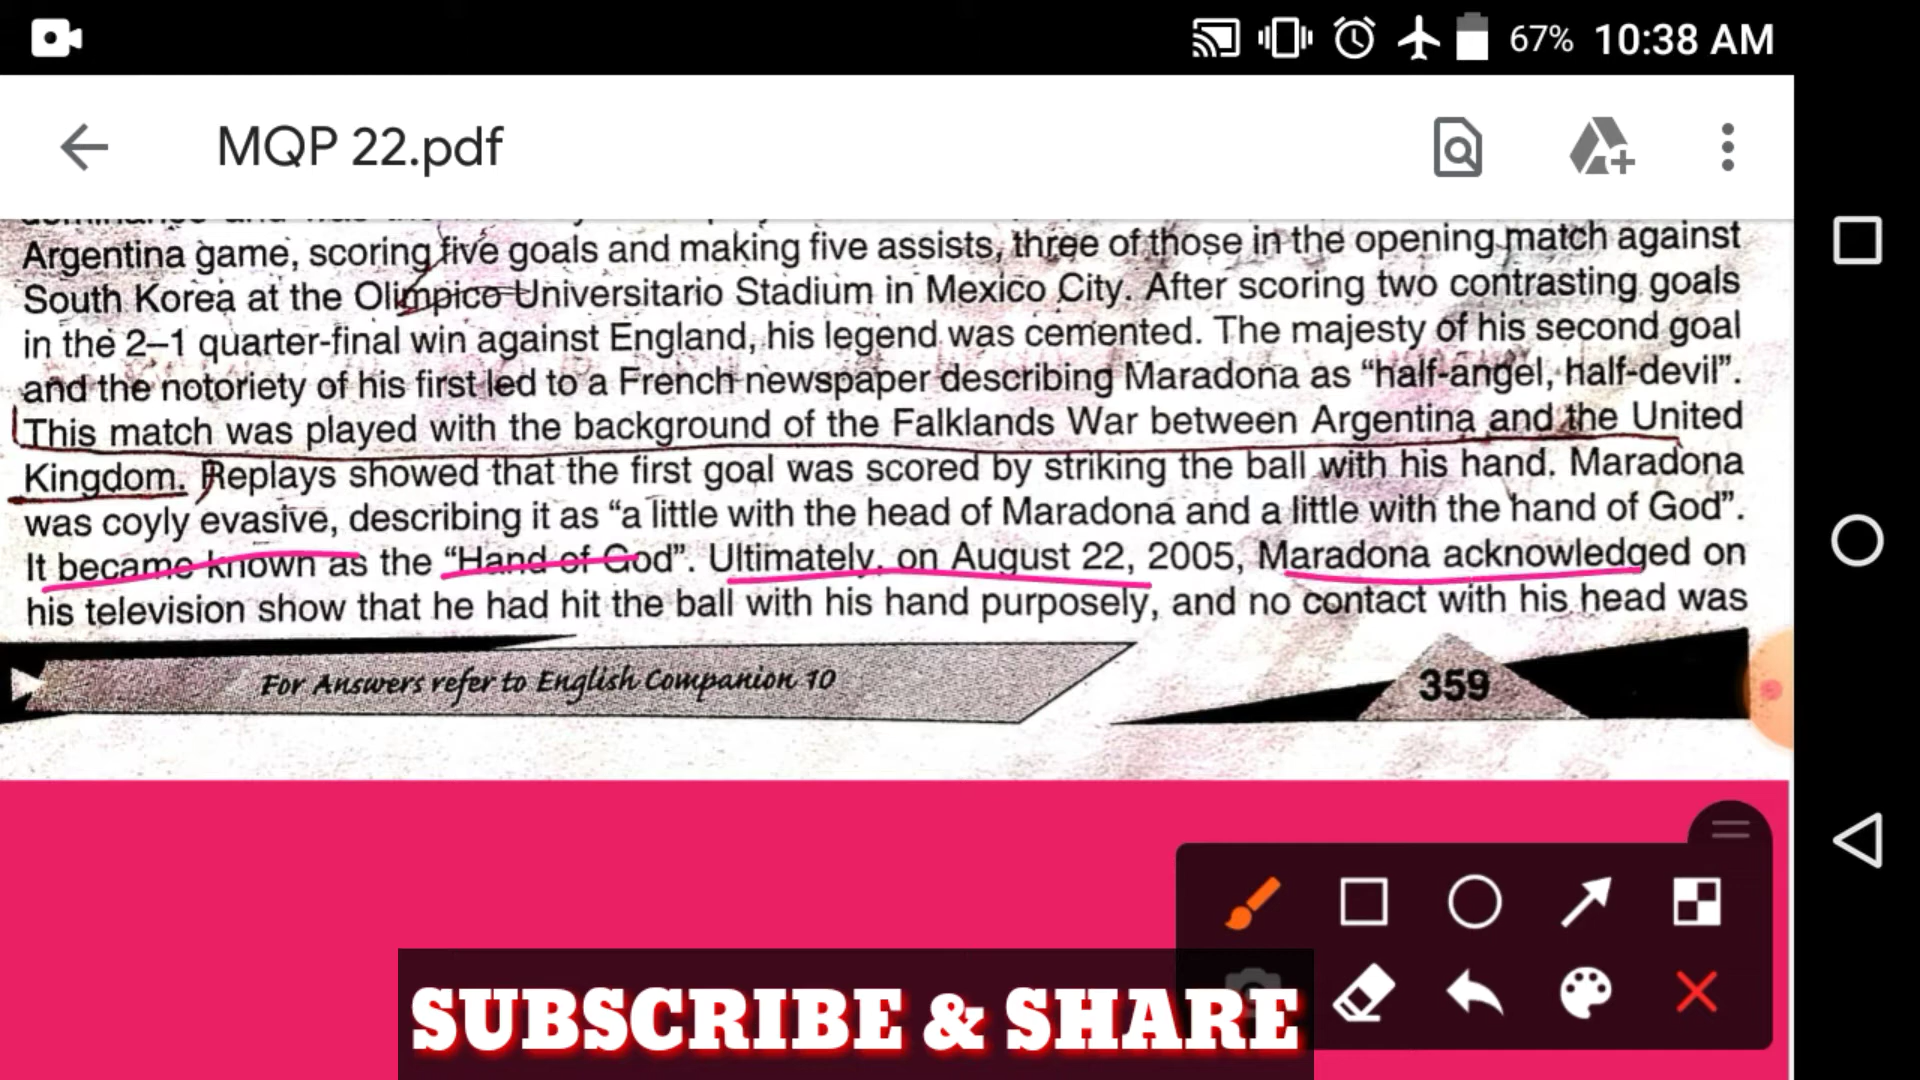 67% 10:38 AM
MQP 22.pdf
Argentina game, scoring five goals and making five assists, three of those in the opening match against
South Korea at the Olimpico Universitario Stadium in Mexico City. After scoring two contrasting goals
in the 2–1 quarter-final win against England, his legend was cemented. The majesty of his second goal
and the notoriety of his first led to a French newspaper describing Maradona as “half-angel, half-devil”.
This match was played with the background of the Falklands War between Argentina and the United
Kingdom. Replays showed that the first goal was scored by striking the ball with his hand. Maradona
was coyly evasive, describing it as “a little with the head of Maradona and a little with the hand of God”.
It became known as the “Hand of God”. Ultimately, on August 22, 2005, Maradona acknowledged on
his television show that he had hit the ball with his hand purposely, and no contact with his head was
For Answers refer to English Companion 10
359
SUBSCRIBE & SHARE